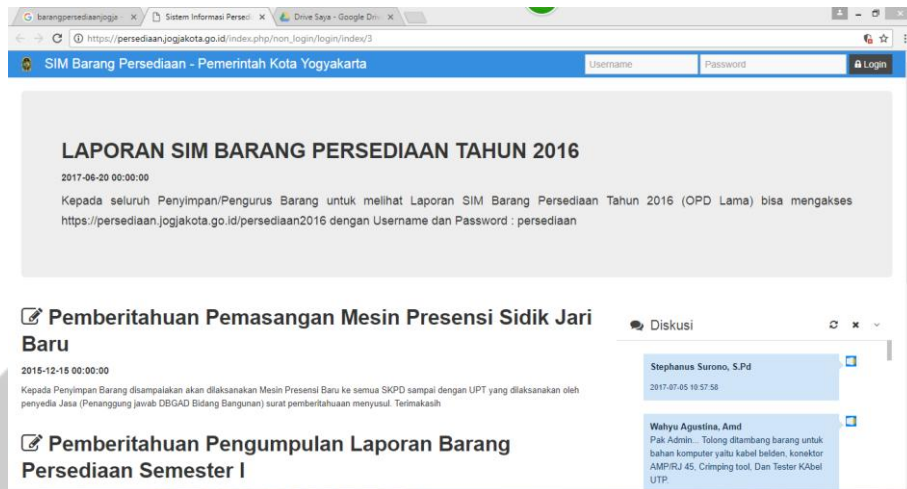 barangpersediaanjogja
Sistem Informasi Persed
Drive Saya - Google Dri
https://persediaan.jogjakota.go.id/index.php/non_login/login/index/3
SIM Barang Persediaan - Pemerintah Kota Yogyakarta
Username
Password
Login
LAPORAN SIM BARANG PERSEDIAAN TAHUN 2016
2017-06-20 00:00:00
Kepada seluruh Penyimpan/Pengurus Barang untuk melihat Laporan SIM Barang Persediaan Tahun 2016 (OPD Lama) bisa mengakses
https://persediaan.jogjakota.go.id/persediaan2016 dengan Username dan Password : persediaan
Pemberitahuan Pemasangan Mesin Presensi Sidik Jari
Baru
2015-12-15 00:00:00
Kepada Penyimpan Barang disampaiakan akan dilaksanakan Mesin Presensi Baru ke semua SKPD sampai dengan UPT yang dilaksanakan oleh
penyedia Jasa (Penanggung jawab DBGAD Bidang Bangunan) surat pemberitahuaan menyusul. Terimakasih
Pemberitahuan Pengumpulan Laporan Barang
Persediaan Semester I
Diskusi
Stephanus Surono, S.Pd
2017-07-05 10:57:58
Wahyu Agustina, Amd
Pak Admin... Tolong ditambang barang untuk
bahan komputer yaitu kabel belden, konektor
AMP/RJ 45, Crimping tool, Dan Tester KAbel
UTP.